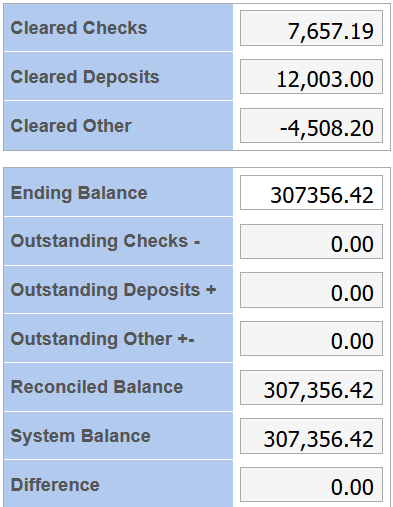 Cleared Checks 7,657.19
Cleared Deposits 12,003.00
Cleared Other -4,508.20
Ending Balance 307356.42
Outstanding Checks - 0.00
Outstanding Deposits + 0.00
Outstanding Other +- 0.00
Reconciled Balance 307,356.42
System Balance 307,356.42
Difference 0.00